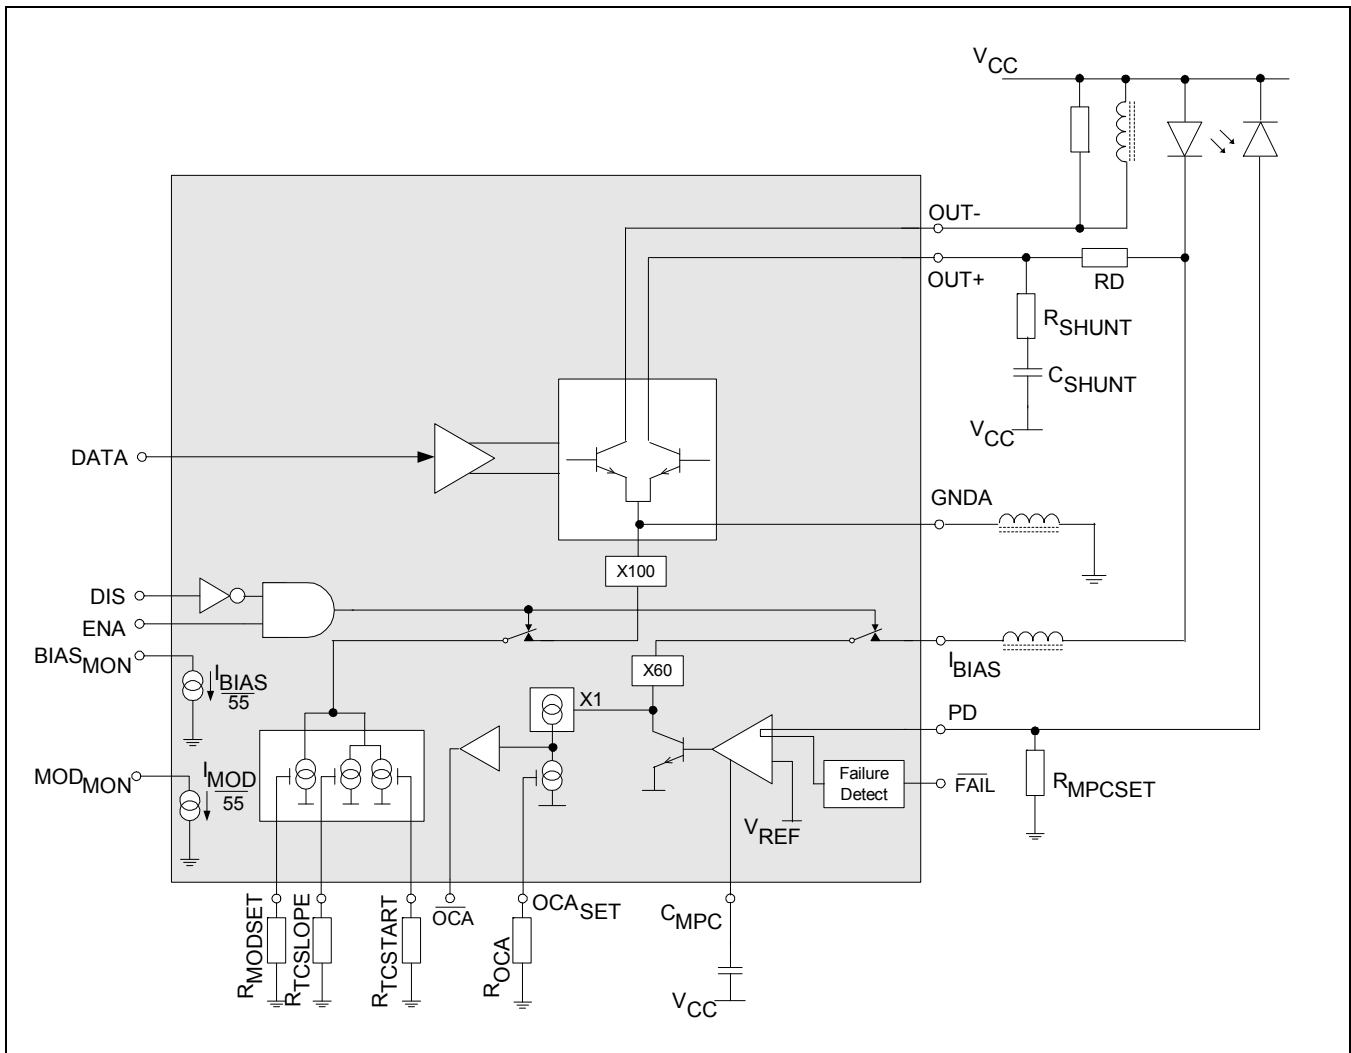 VCC
OUT-
OUT+
RD
RSHUNT
CSHUNT
VCC
DATA
GNDA
X100
DIS
ENA
BIASMON
IBIAS
55
X60
IBIAS
X1
PD
MODMON
IMOD
55
Failure
Detect
FAIL
RMPCSET
VREF
RMODSET
RTCSLOPE
RTCSTART
OCA
OCASET
ROCA
CMPC
VCC